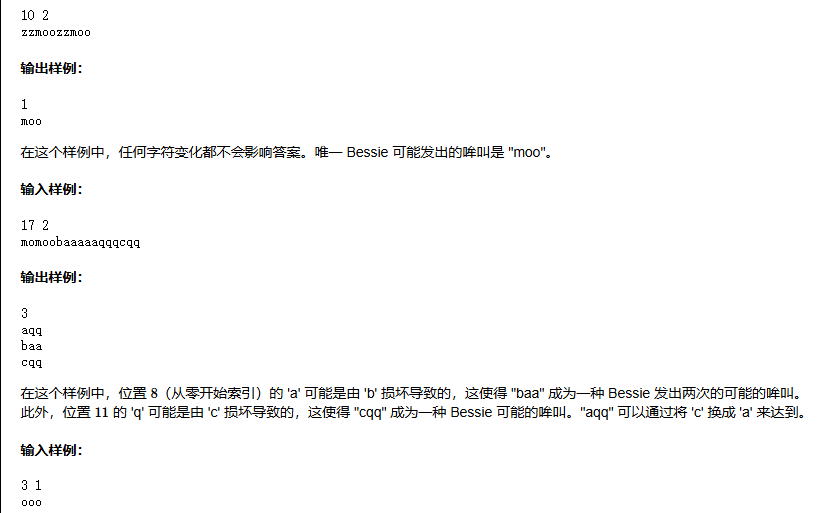 10 2
zzmoozzmoo
输出样例：
1
moo
在这个样例中，任何字符变化都不会影响答案。唯一 Bessie 可能发出的哞叫是 "moo"。
输入样例：
17 2
momoobaaaaaqqqcqq
输出样例：
3
aqq
baa
cqq
在这个样例中，位置 8（从零开始索引）的 'a' 可能是由 'b' 损坏导致的，这使得 "baa" 成为一种 Bessie 发出两次的可能的哞叫。
此外，位置 11 的 'q' 可能是由 'c' 损坏导致的，这使得 "cqq" 成为一种 Bessie 可能的哞叫。"aqq" 可以通过将 'c' 换成 'a' 来达到。
输入样例：
3 1
ooo